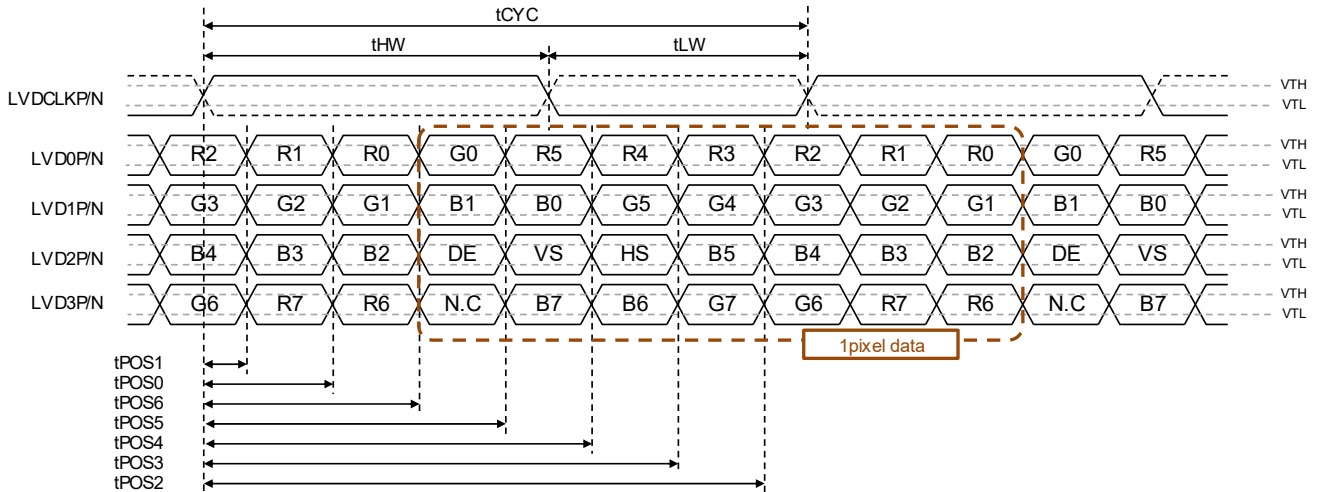 tCYC
tHW tLW
LVDCLKP/N VTH
VTL
LVD0P/N R2 R1 R0 G0 R5 R4 R3 R2 R1 R0 G0 R5 VTH
VTL
LVD1P/N G3 G2 G1 B1 B0 G5 G4 G3 G2 G1 B1 B0 VTH
VTL
LVD2P/N B4 B3 B2 DE VS HS B5 B4 B3 B2 DE VS VTH
VTL
LVD3P/N G6 R7 R6 N.C B7 B6 G7 G6 R7 R6 N.C B7 VTH
VTL
1pixel data
tPOS1
tPOS0
tPOS6
tPOS5
tPOS4
tPOS3
tPOS2